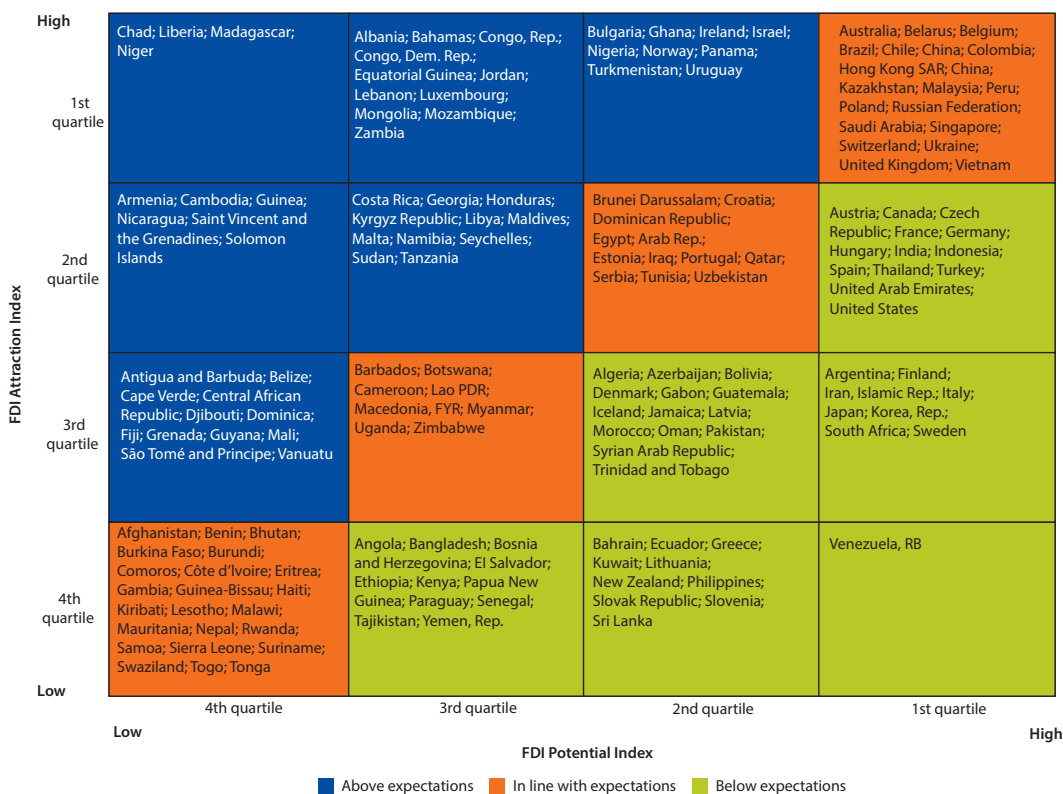 High
1st
quartile
Chad; Liberia; Madagascar;
Niger
Albania; Bahamas; Congo, Rep.;
Congo, Dem. Rep.;
Equatorial Guinea; Jordan;
Lebanon; Luxembourg;
Mongolia; Mozambique;
Zambia
Bulgaria; Ghana; Ireland; Israel;
Nigeria; Norway; Panama;
Turkmenistan; Uruguay
Australia; Belarus; Belgium;
Brazil; Chile; China; Colombia;
Hong Kong SAR; China;
Kazakhstan; Malaysia; Peru;
Poland; Russian Federation;
Saudi Arabia; Singapore;
Switzerland; Ukraine;
United Kingdom; Vietnam
2nd
quartile
Armenia; Cambodia; Guinea;
Nicaragua; Saint Vincent and
the Grenadines; Solomon
Islands
Costa Rica; Georgia; Honduras;
Kyrgyz Republic; Libya; Maldives;
Malta; Namibia; Seychelles;
Sudan; Tanzania
Brunei Darussalam; Croatia;
Dominican Republic;
Egypt; Arab Rep.;
Estonia; Iraq; Portugal; Qatar;
Serbia; Tunisia; Uzbekistan
Austria; Canada; Czech
Republic; France; Germany;
Hungary; India; Indonesia;
Spain; Thailand; Turkey;
United Arab Emirates;
United States
FDI Attraction Index
3rd
quartile
Antigua and Barbuda; Belize;
Cape Verde; Central African
Republic; Djibouti; Dominica;
Fiji; Grenada; Guyana; Mali;
São Tomé and Principe; Vanuatu
Barbados; Botswana;
Cameroon; Lao PDR;
Macedonia, FYR; Myanmar;
Uganda; Zimbabwe
Algeria; Azerbaijan; Bolivia;
Denmark; Gabon; Guatemala;
Iceland; Jamaica; Latvia;
Morocco; Oman; Pakistan;
Syrian Arab Republic;
Trinidad and Tobago
Argentina; Finland;
Iran, Islamic Rep.; Italy;
Japan; Korea, Rep.;
South Africa; Sweden
4th
quartile
Afghanistan; Benin; Bhutan;
Burkina Faso; Burundi;
Comoros; Côte d’Ivoire; Eritrea;
Gambia; Guinea-Bissau; Haiti;
Kiribati; Lesotho; Malawi;
Mauritania; Nepal; Rwanda;
Samoa; Sierra Leone; Suriname;
Swaziland; Togo; Tonga
Angola; Bangladesh; Bosnia
and Herzegovina; El Salvador;
Ethiopia; Kenya; Papua New
Guinea; Paraguay; Senegal;
Tajikistan; Yemen, Rep.
Bahrain; Ecuador; Greece;
Kuwait; Lithuania;
New Zealand; Philippines;
Slovak Republic; Slovenia;
Sri Lanka
Venezuela, RB
Low
4th quartile
3rd quartile
2nd quartile
1st quartile
Low
High
FDI Potential Index
Above expectations
In line with expectations
Below expectations